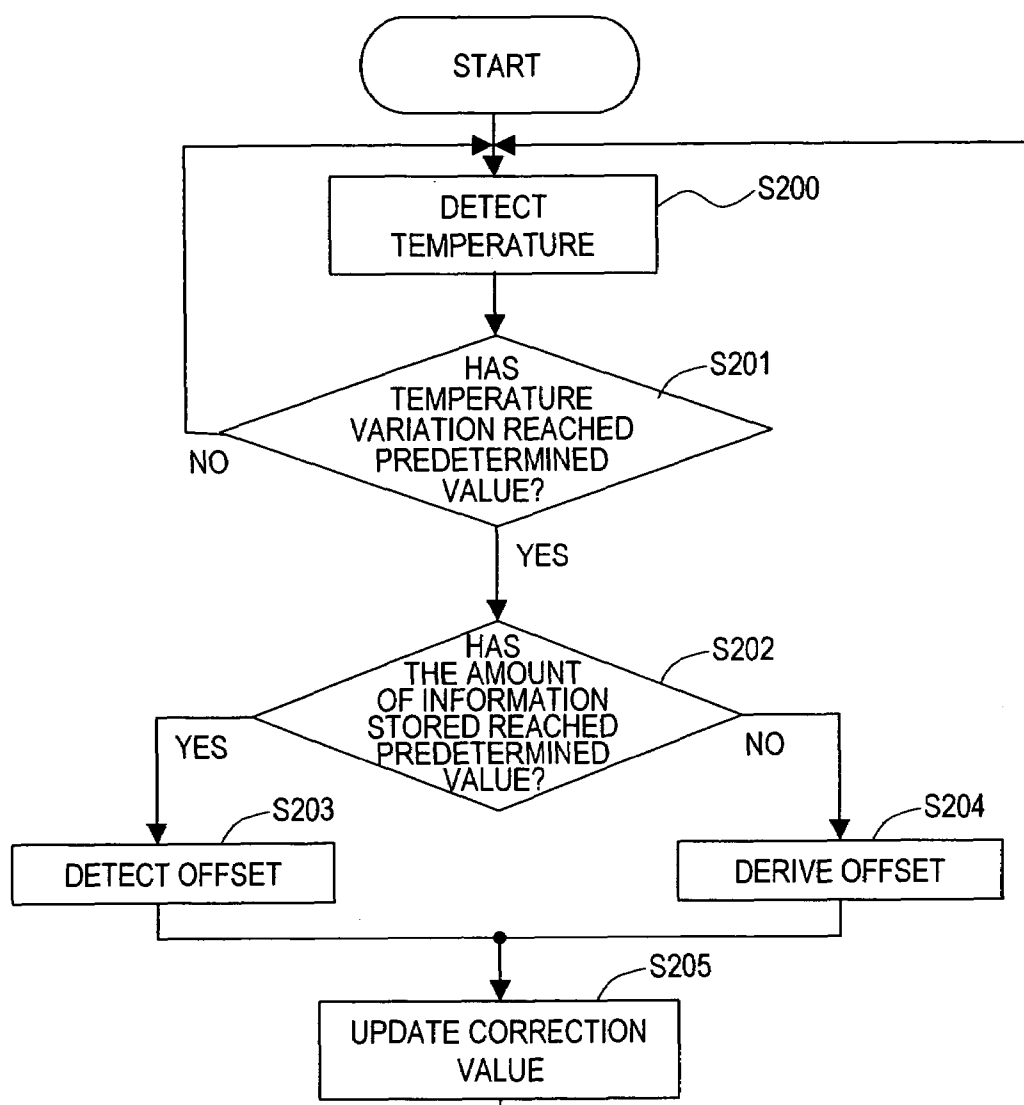 START
DETECT
TEMPERATURE
S200
HAS
TEMPERATURE
VARIATION REACHED
PREDETERMINED
VALUE?
S201
NO
YES
HAS
THE AMOUNT
OF INFORMATION
STORED REACHED
PREDETERMINED
VALUE?
S202
YES
NO
S203
DETECT OFFSET
S204
DERIVE OFFSET
S205
UPDATE CORRECTION
VALUE